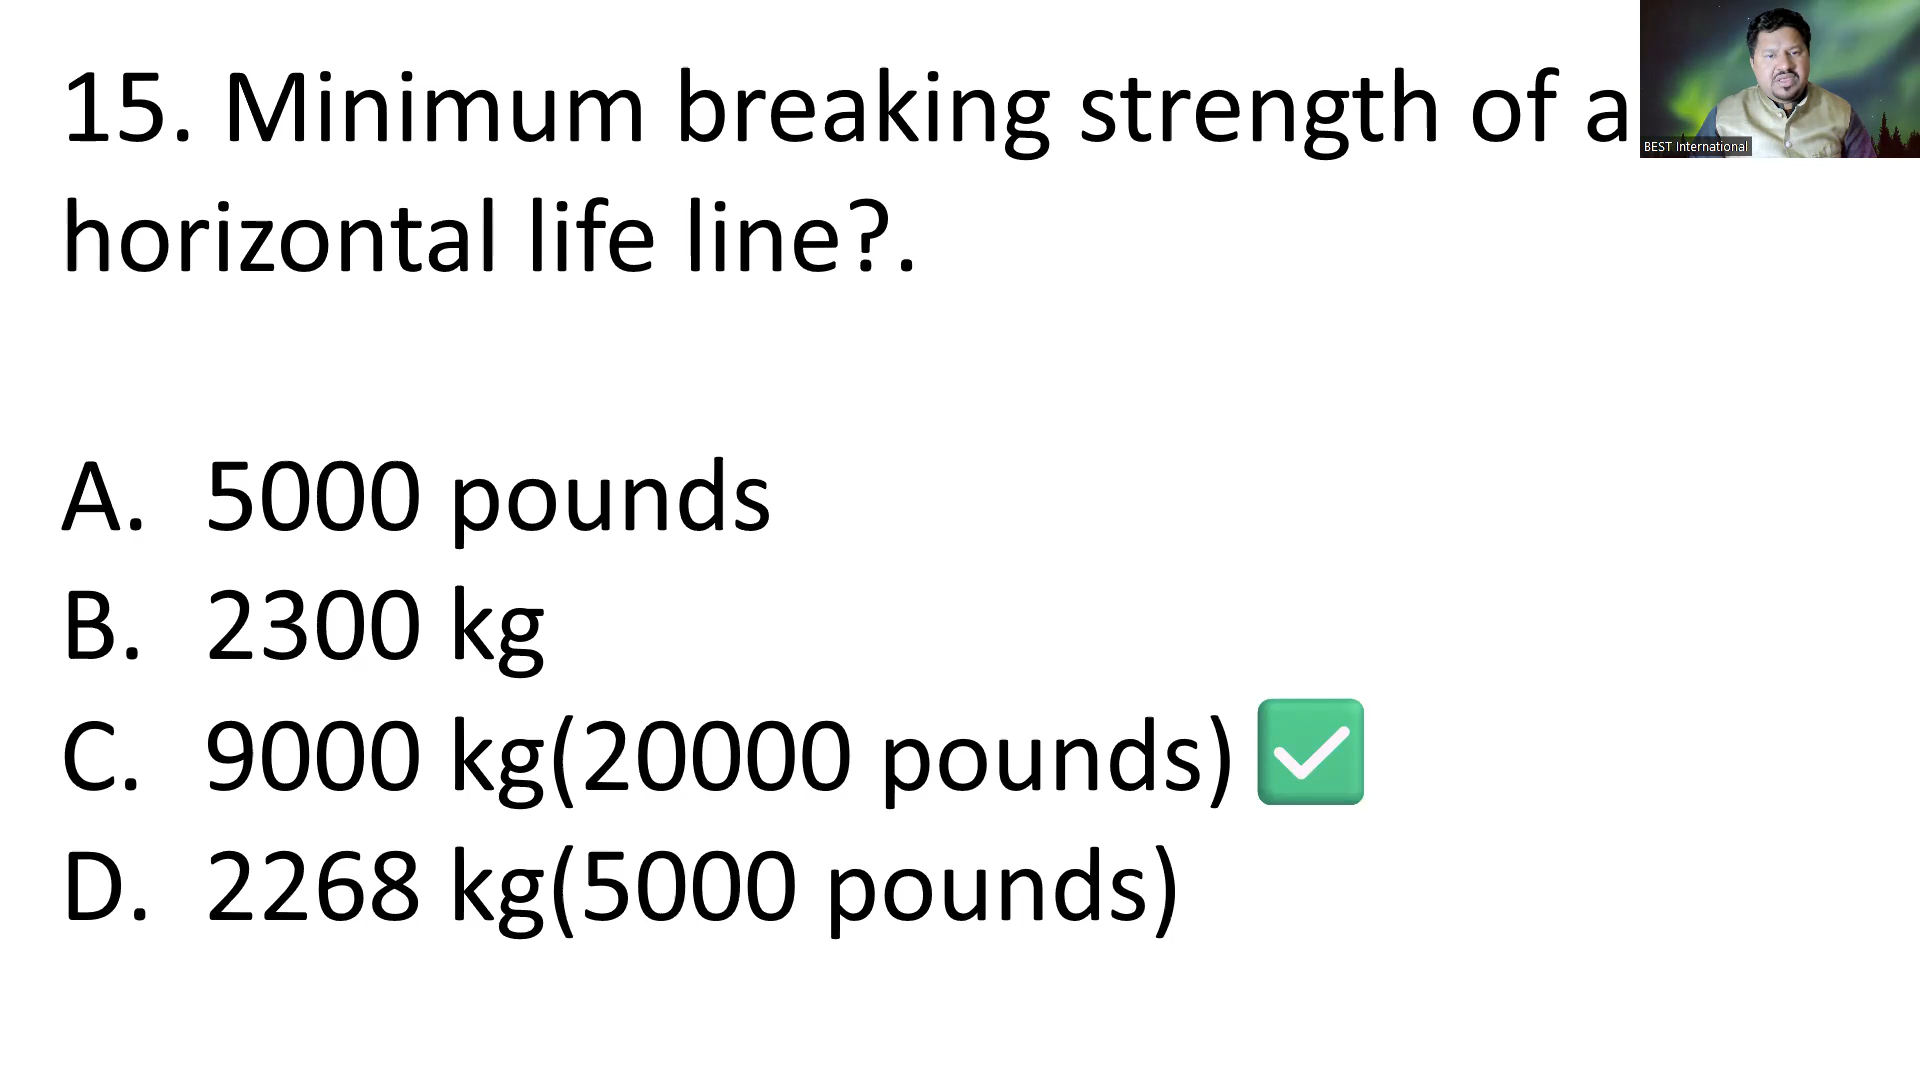 15. Minimum breaking strength of a
horizontal life line?.
A. 5000 pounds
B. 2300 kg
C. 9000 kg(20000 pounds)
D. 2268 kg(5000 pounds)
BEST International